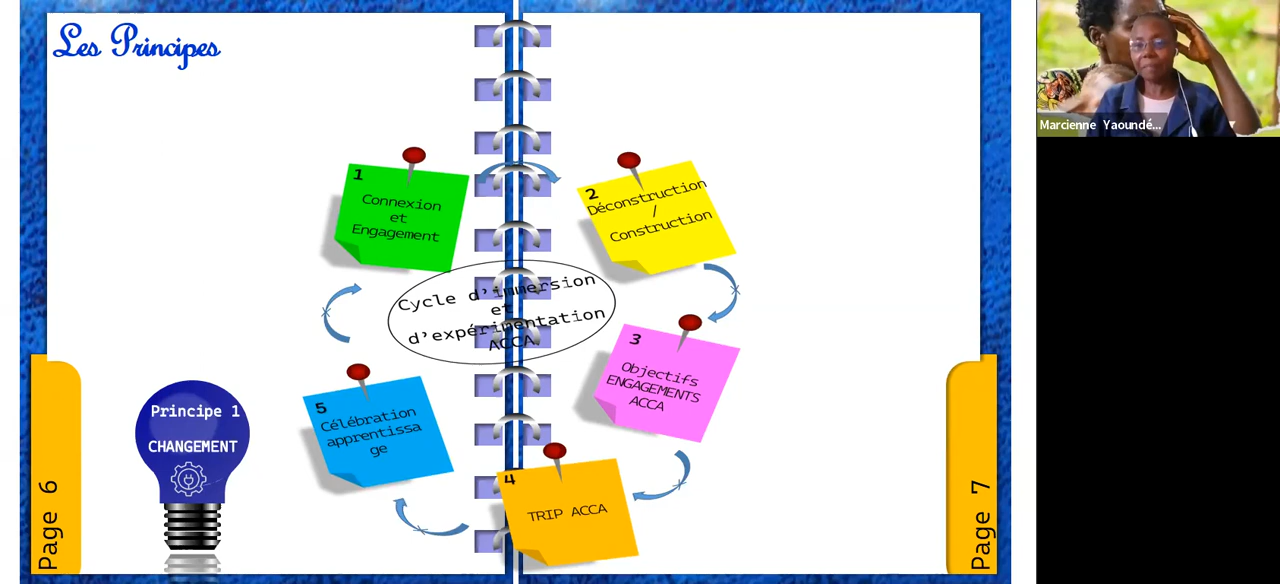 Les Principes
Marcienne Yaoundé...
1
Connexion
et
Engagement
2
Déconstruction
/
Construction
Cycle d'immersion
et
d'expérimentation
ACCA
3
Objectifs
ENGAGEMENTS
ACCA
5
Célébration
apprentissa
ge
4
TRIP ACCA
Principe 1
CHANGEMENT
Page 6
Page 7